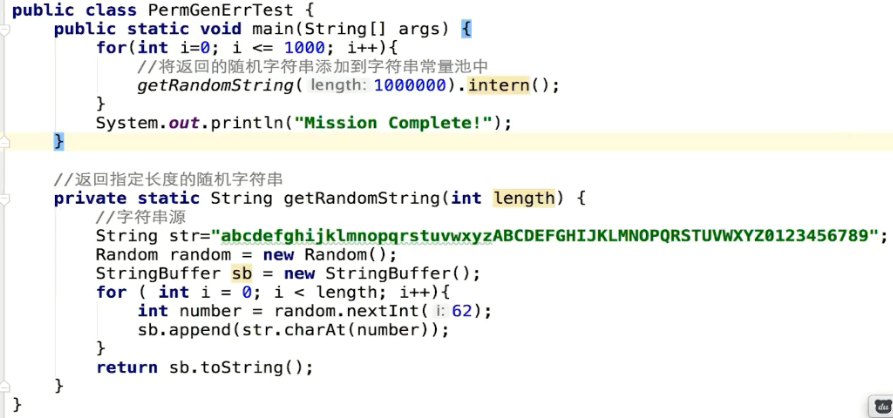 public class PermGenErrTest {
    public static void main(String[] args) {
        for(int i=0; i <= 1000; i++){
            //将返回的随机字符串添加到字符串常量池中
            getRandomString( length: 1000000).intern();
        }
        System.out.println("Mission Complete!");
    }
    //返回指定长度的随机字符串
    private static String getRandomString(int length) {
        //字符串源
        String str="abcdefghijklmnopqrstuvwxyzABCDEFGHIJKLMNOPQRSTUVWXYZ0123456789";
        Random random = new Random();
        StringBuffer sb = new StringBuffer();
        for ( int i = 0; i < length; i++){
            int number = random.nextInt( i: 62);
            sb.append(str.charAt(number));
        }
        return sb.toString();
    }
}
du